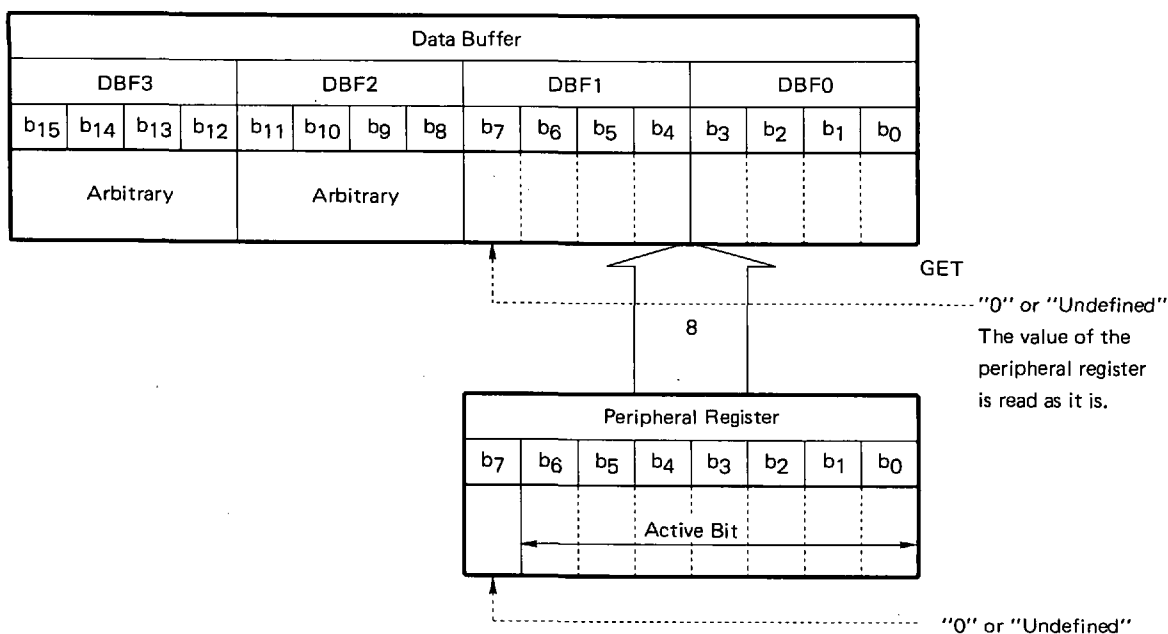 Data Buffer
DBF3 DBF2 DBF1 DBF0
b15 b14 b13 b12 b11 b10 b9 b8 b7 b6 b5 b4 b3 b2 b1 b0
Arbitrary Arbitrary
GET
"0" or "Undefined"
8
The value of the
peripheral register
is read as it is.
Peripheral Register
b7 b6 b5 b4 b3 b2 b1 b0
Active Bit
"0" or "Undefined"